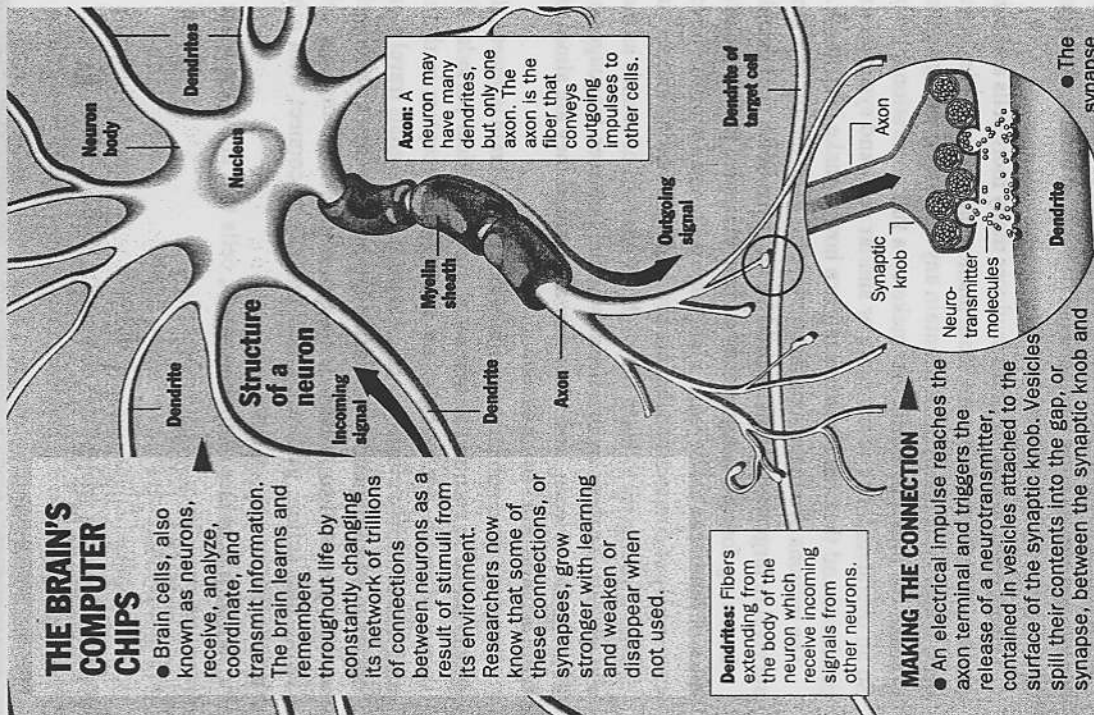 THE BRAIN'S
COMPUTER
CHIPS
● Brain cells, also
known as neurons,
receive, analyze,
coordinate, and
transmit information.
The brain learns and
remembers
throughout life by
constantly changing
its network of trillions
of connections
between neurons as a
result of stimuli from
its environment.
Researchers now
know that some of
these connections, or
synapses, grow
stronger with learning
and weaken or
disappear when
not used.
Structure
of a
neuron
Dendrite
Incoming
signal
Dendrite
Neuron
body
Dendrites
Nucleus
Myelin
sheath
Axon
Outgoing
signal
Axon: A
neuron may
have many
dendrites,
but only one
axon. The
axon is the
fiber that
conveys
outgoing
impulses to
other cells.
Dendrite of
target cell
Dendrites: Fibers
extending from
the body of the
neuron which
receive incoming
signals from
other neurons.
MAKING THE CONNECTION
● An electrical impulse reaches the
axon terminal and triggers the
release of a neurotransmitter,
contained in vesicles attached to the
surface of the synaptic knob. Vesicles
spill their contents into the gap, or
synapse, between the synaptic knob and
Synaptic
knob
Axon
Neuro-
transmitter
molecules
Dendrite
● The
synapse